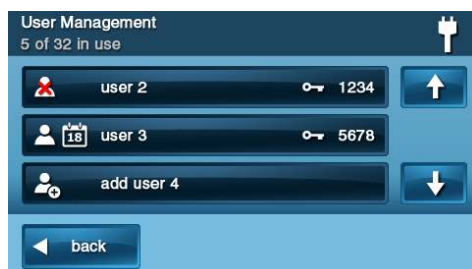 User Management
5 of 32 in use
user 2 1234
18 user 3 5678
add user 4
back